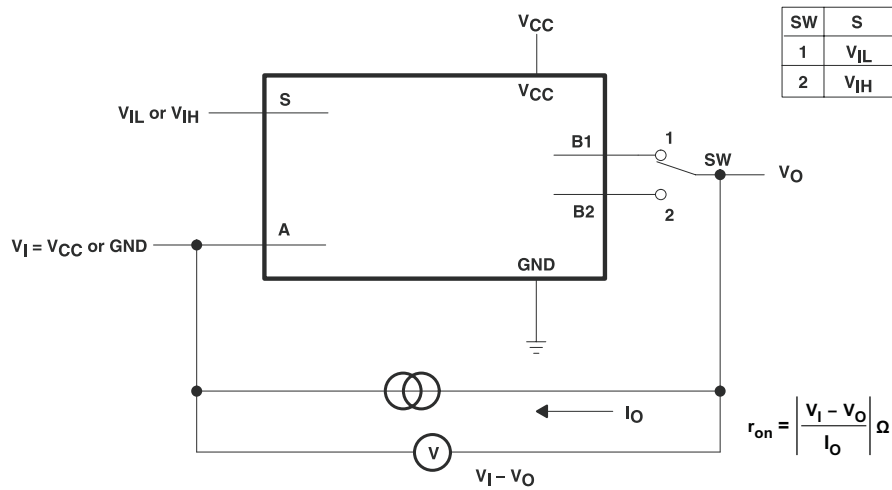 VCC
SW S
1 VIL
2 VIH
VCC
S
VIL or VIH
B1
1
SW
VO
B2
2
A
VI = VCC or GND
GND
IO
ron = | VI – VO / IO | Ω
V
VI – VO